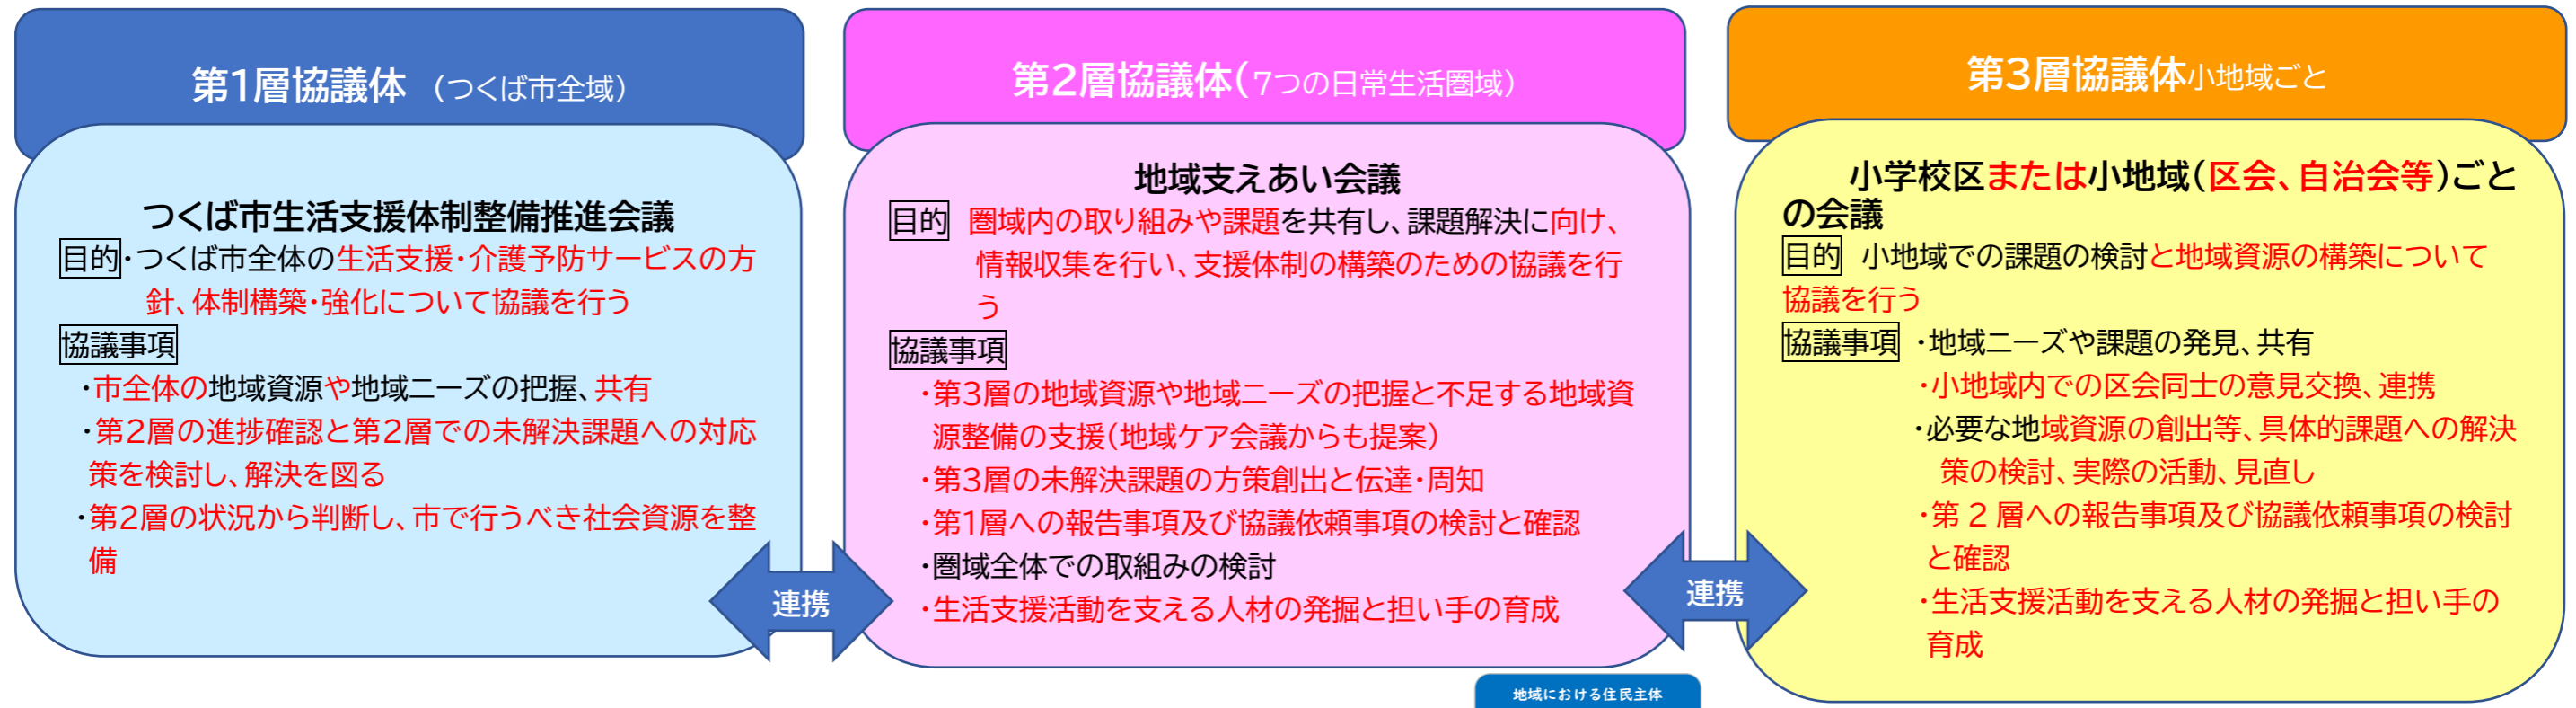 第1層協議体 (つくば市全域)
つくば市生活支援体制整備推進会議
目的・つくば市全体の生活支援・介護予防サービスの方
針、体制構築・強化について協議を行う
協議事項
・市全体の地域資源や地域ニーズの把握、共有
・第2層の進捗確認と第2層での未解決課題への対応
策を検討し、解決を図る
・第2層の状況から判断し、市で行うべき社会資源を整
備
連携
第2層協議体(7つの日常生活圏域)
地域支えあい会議
目的 圏域内の取り組みや課題を共有し、課題解決に向け、
情報収集を行い、支援体制の構築のための協議を行
う
協議事項
・第3層の地域資源や地域ニーズの把握と不足する地域資
源整備の支援(地域ケア会議からも提案)
・第3層の未解決課題の方策創出と伝達・周知
・第1層への報告事項及び協議依頼事項の検討と確認
・圏域全体での取組みの検討
・生活支援活動を支える人材の発掘と担い手の育成
連携
第3層協議体小地域ごと
小学校区または小地域(区会、自治会等)ごと
の会議
目的 小地域での課題の検討と地域資源の構築について
協議を行う
協議事項 ・地域ニーズや課題の発見、共有
・小地域内での区会同士の意見交換、連携
・必要な地域資源の創出等、具体的課題への解決
策の検討、実際の活動、見直し
・第 2 層への報告事項及び協議依頼事項の検討
と確認
・生活支援活動を支える人材の発掘と担い手の
育成
地域における住民主体